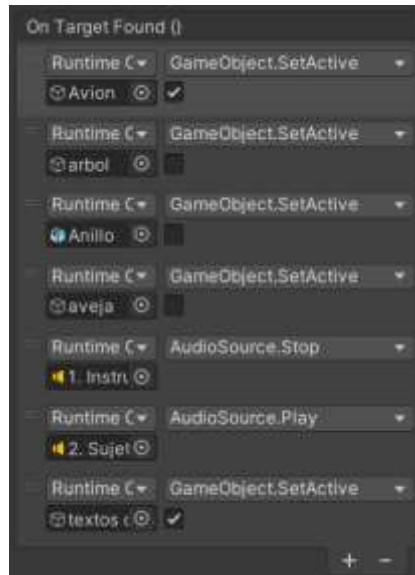 On Target Found ()
Runtime C GameObject.SetActive
Avion
Runtime C GameObject.SetActive
arbol
Runtime C GameObject.SetActive
Anillo
Runtime C GameObject.SetActive
aveja
Runtime C AudioSource.Stop
1. Instru
Runtime C AudioSource.Play
2. Sujet
Runtime C GameObject.SetActive
textos c
+ -